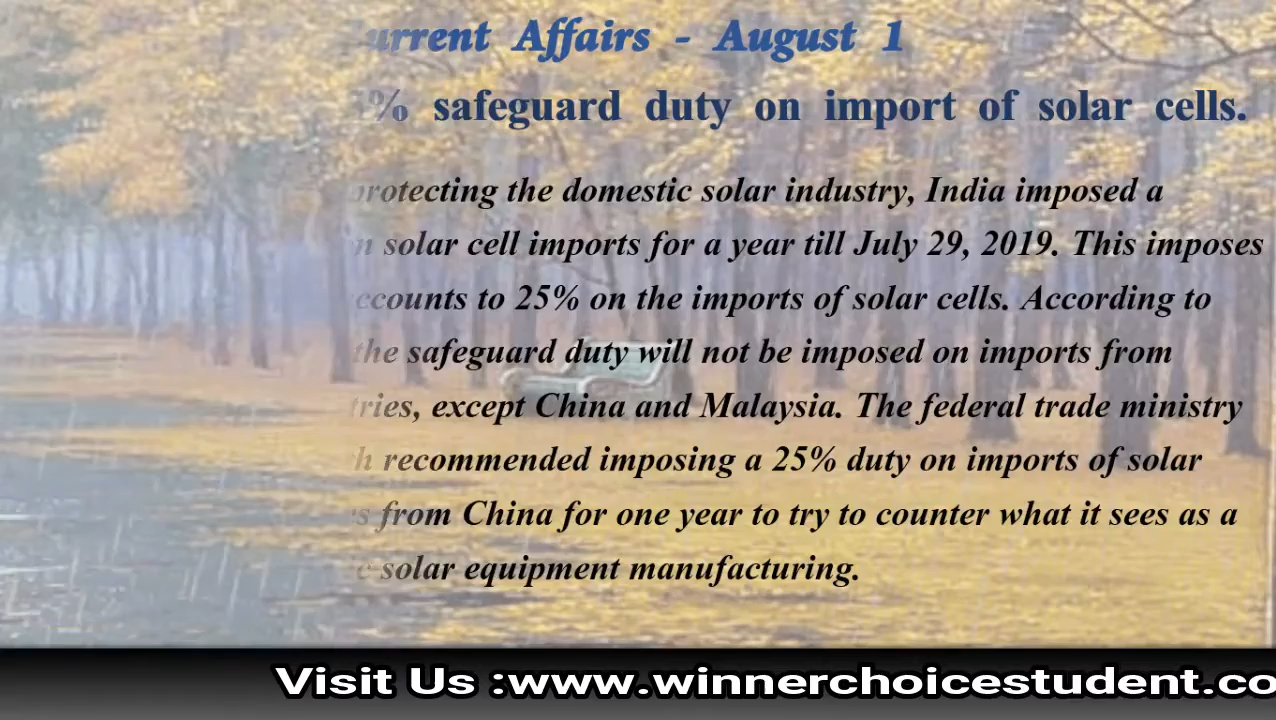 urrent Affairs - August 1
5% safeguard duty on import of solar cells.
protecting the domestic solar industry, India imposed a
n solar cell imports for a year till July 29, 2019. This imposes
ccounts to 25% on the imports of solar cells. According to
the safeguard duty will not be imposed on imports from
tries, except China and Malaysia. The federal trade ministry
h recommended imposing a 25% duty on imports of solar
s from China for one year to try to counter what it sees as a
c solar equipment manufacturing.
Visit Us :www.winnerchoicestudent.co